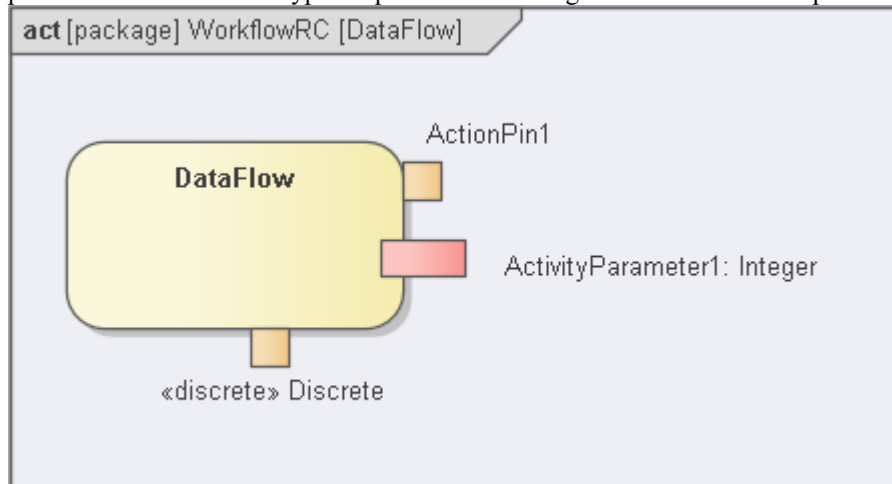 act [package] WorkflowRC [DataFlow]
ActionPin1
DataFlow
ActivityParameter1: Integer
«discrete» Discrete